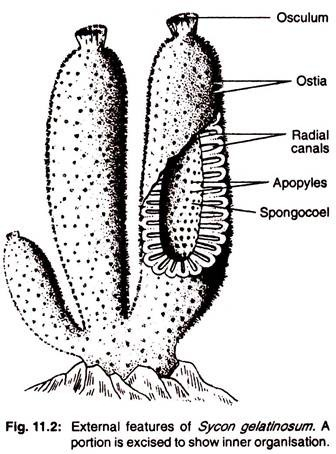 Osculum
Ostia
Radial
canals
Apopyles
Spongocoel
Fig. 11.2: External features of Sycon gelatinosum. A
portion is excised to show inner organisation.